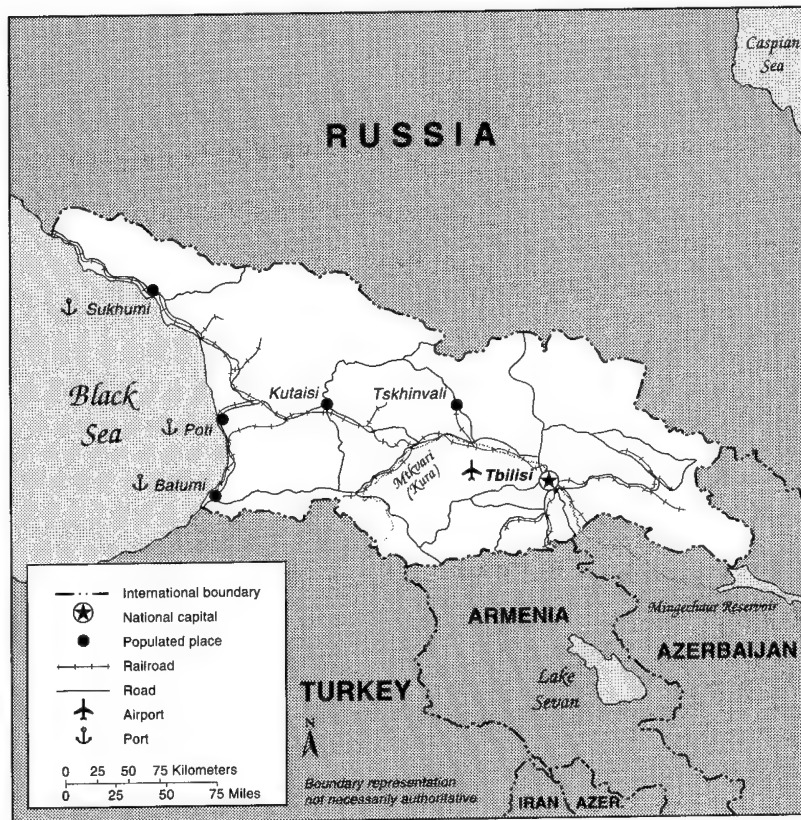 Caspian
Sea
RUSSIA
Sukhumi
Black
Sea
Kutaisi
Tskhinvali
Poti
Mtkvari
(Kura)
Tbilisi
Batumi
International boundary
National capital
Populated place
Railroad
Road
Airport
Port
0 25 50 75 Kilometers
0 25 50 75 Miles
ARMENIA
Mingechaur Reservoir
AZERBAIJAN
Lake
Sevan
TURKEY
N
Boundary representation
not necessarily authoritative
IRAN
AZER.